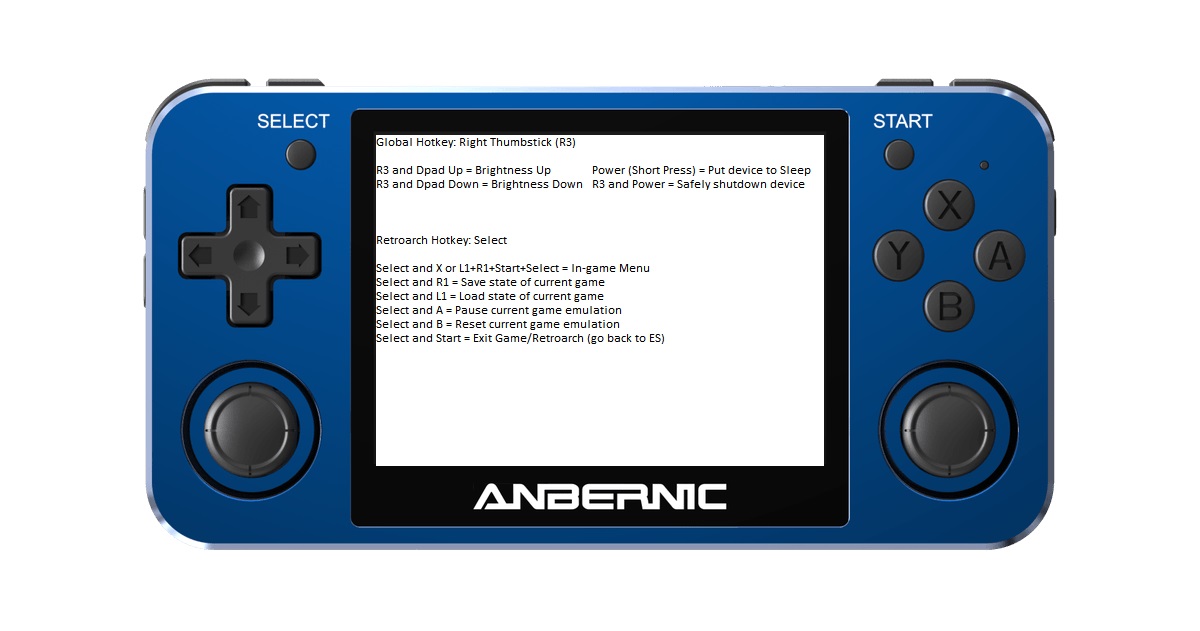 SELECT
START
Global Hotkey: Right Thumbstick (R3)
R3 and Dpad Up = Brightness Up Power (Short Press) = Put device to Sleep
R3 and Dpad Down = Brightness Down R3 and Power = Safely shutdown device
Retroarch Hotkey: Select
Select and X or L1+R1+Start+Select = In-game Menu
Select and R1 = Save state of current game
Select and L1 = Load state of current game
Select and A = Pause current game emulation
Select and B = Reset current game emulation
Select and Start = Exit Game/Retroarch (go back to ES)
X
Y A
B
ANBERNIC